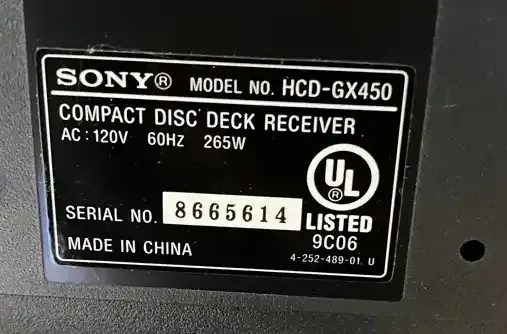 SONY® MODEL NO. HCD-GX450
COMPACT DISC DECK RECEIVER
AC: 120V 60HZ 265W
UL®
SERIAL NO. 8665614
LISTED
9C06
MADE IN CHINA
4-252-489-01. U